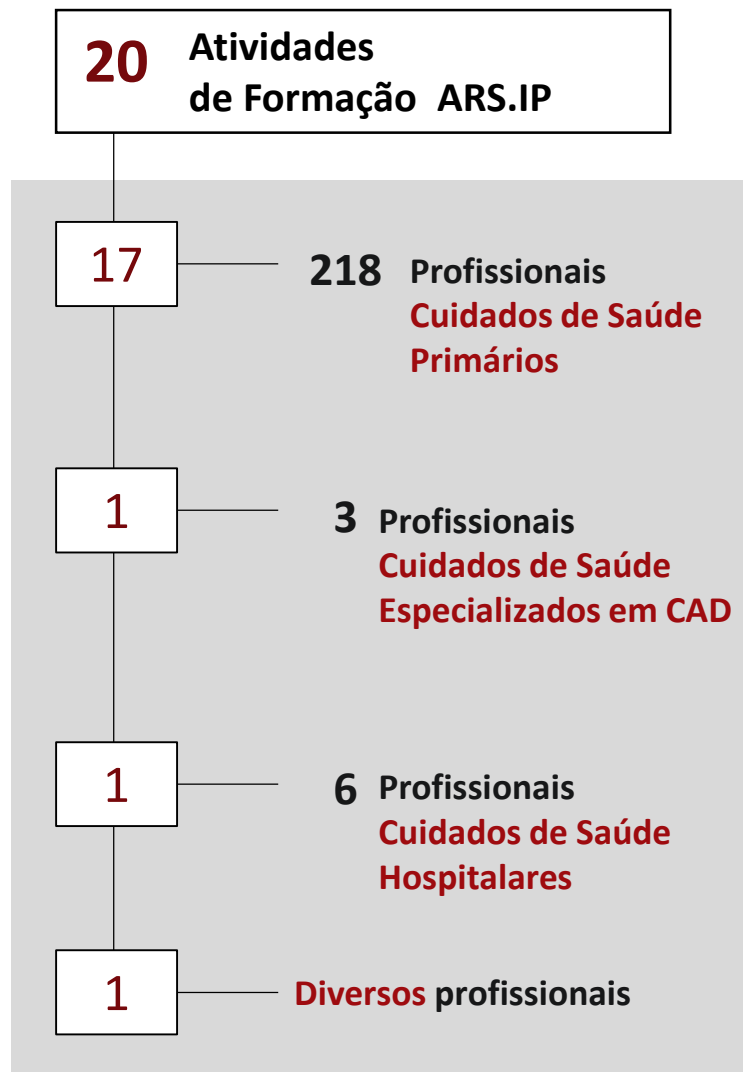 20 Atividades
de Formação ARS.IP
17
218 Profissionais
Cuidados de Saúde
Primários
1
3 Profissionais
Cuidados de Saúde
Especializados em CAD
1
6 Profissionais
Cuidados de Saúde
Hospitalares
1
Diversos profissionais